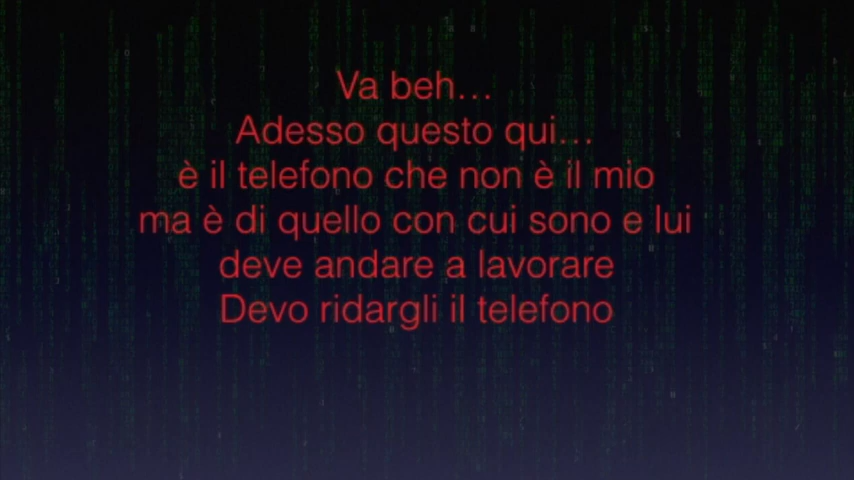 Va beh...
Adesso questo qui...
è il telefono che non è il mio
ma è di quello con cui sono e lui
deve andare a lavorare
Devo ridargli il telefono